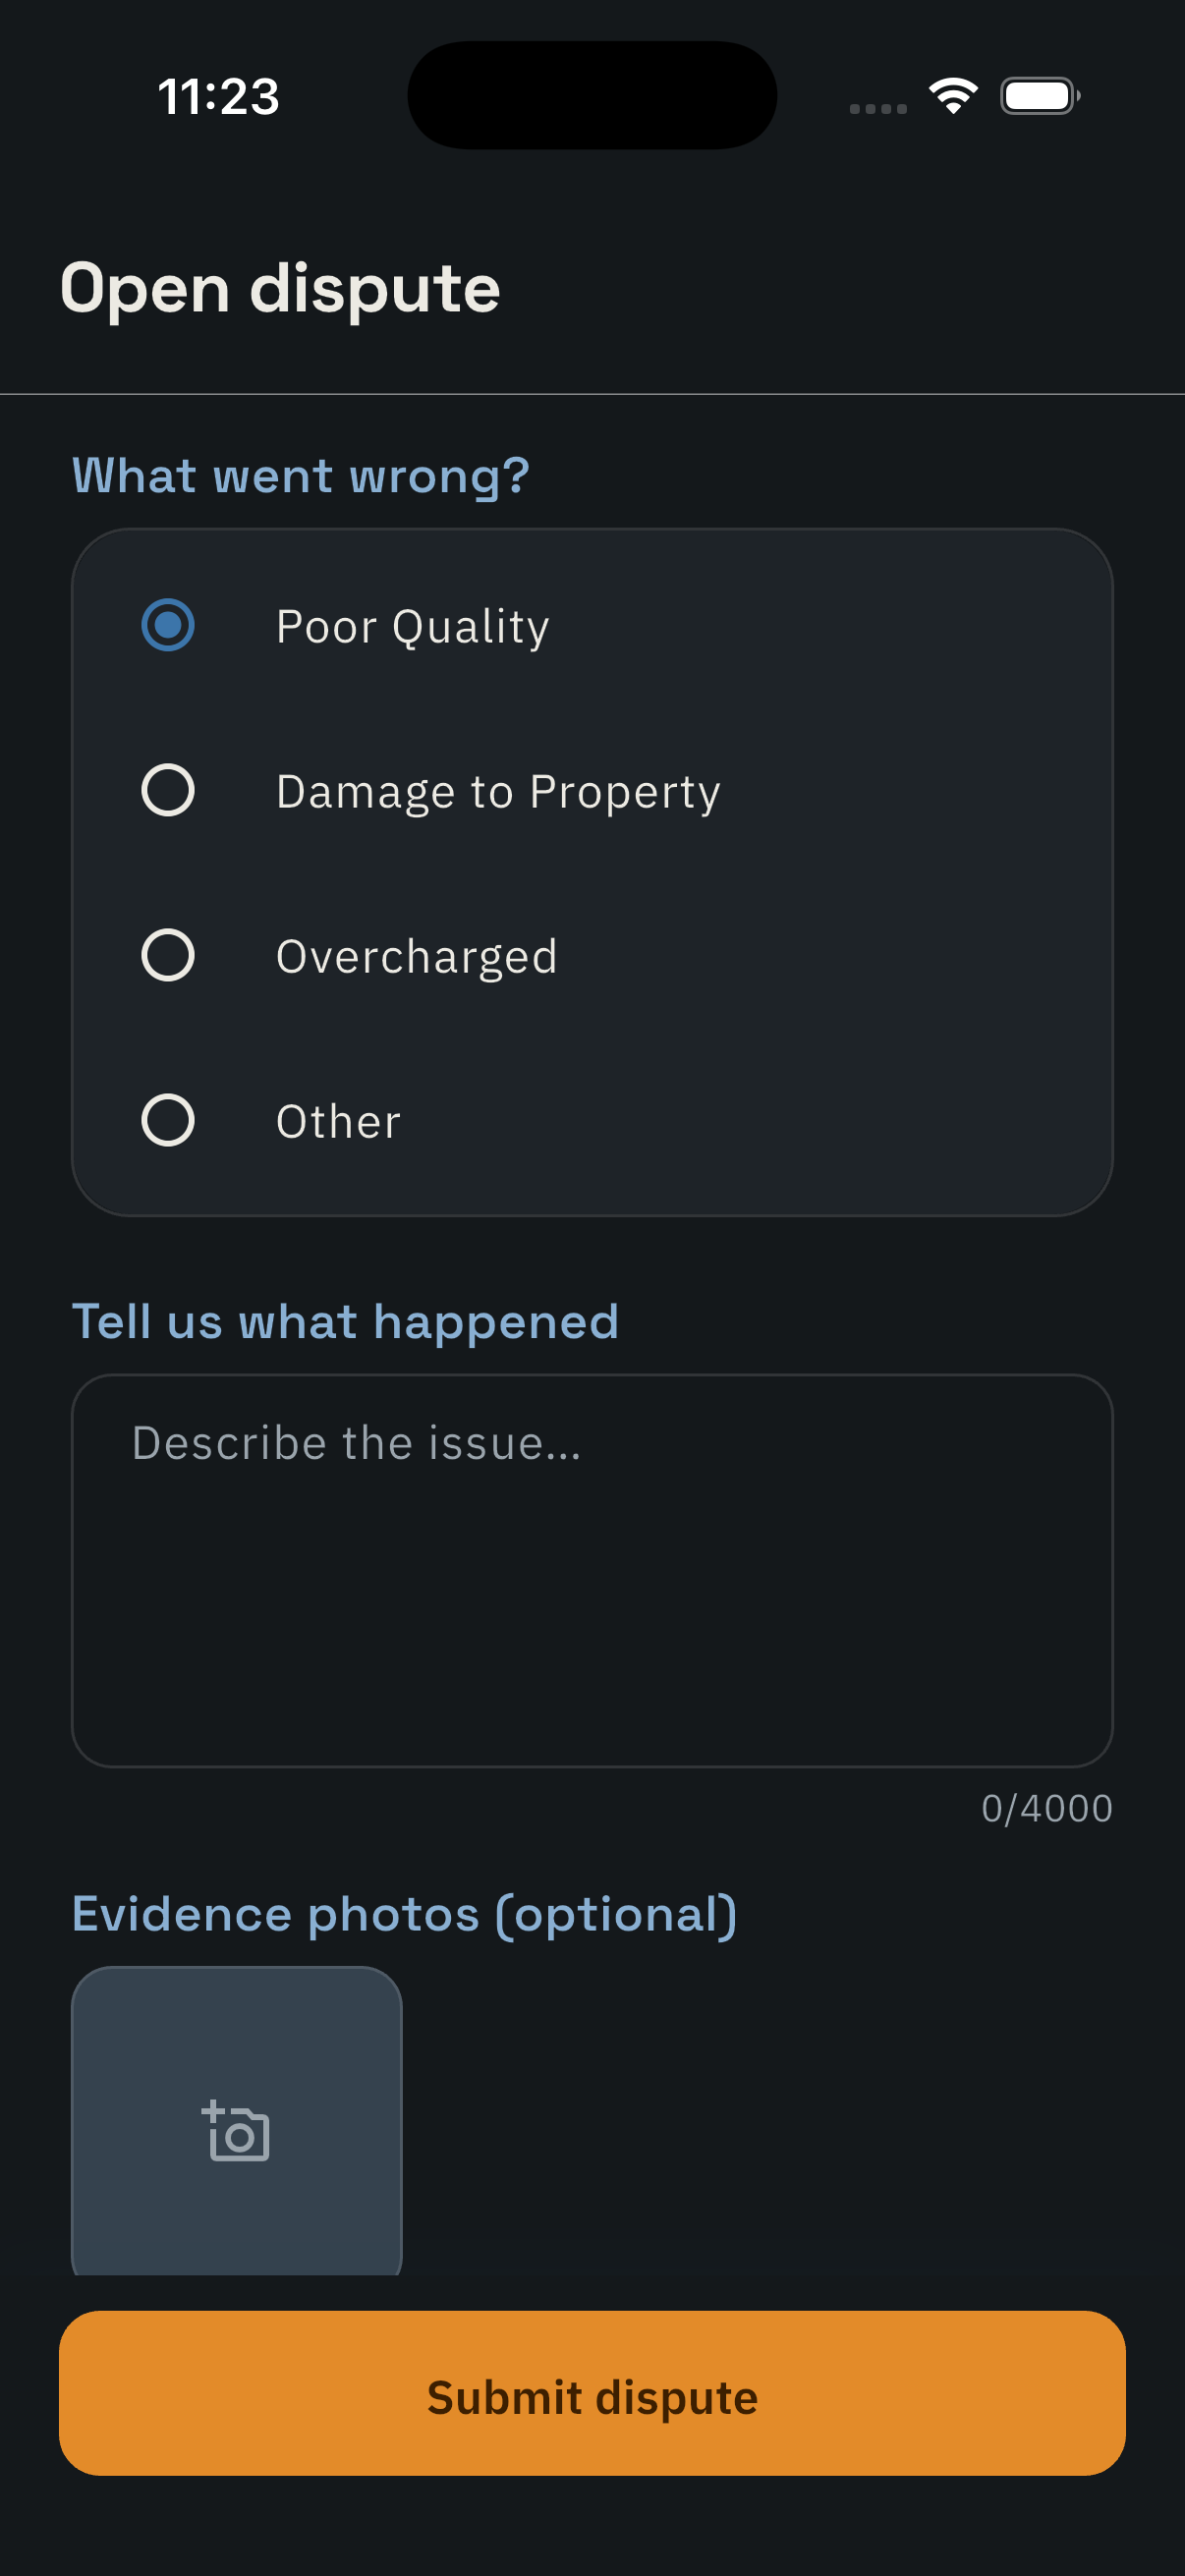 11:23
Open dispute
What went wrong?
Poor Quality
Damage to Property
Overcharged
Other
Tell us what happened
Describe the issue...
0/4000
Evidence photos (optional)
Submit dispute